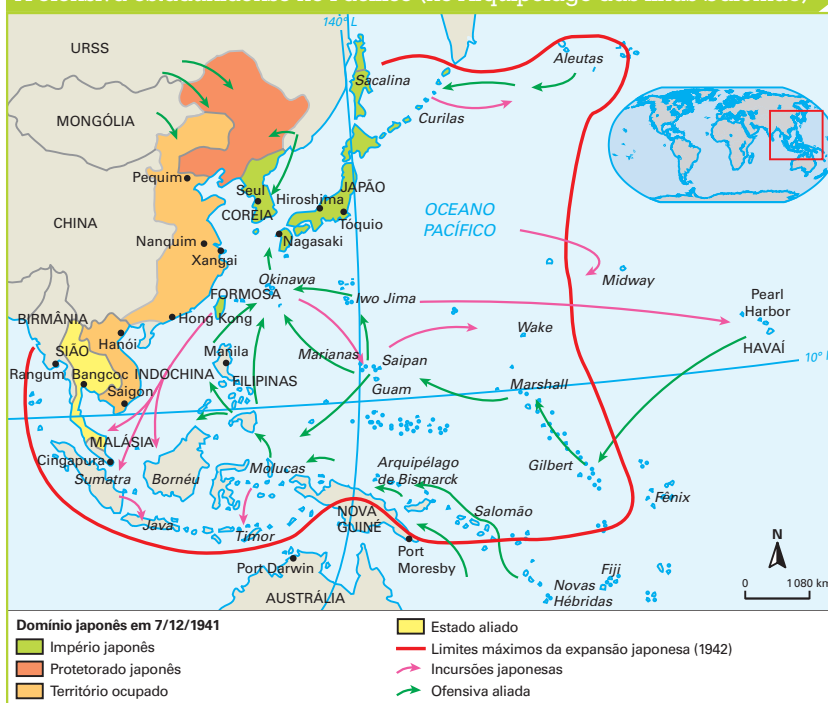 140° L
URSS
Aleutas
Sacalina
MONGÓLIA
Curilas
Pequim
Seul
Hiroshima
JAPÃO
CORÉIA
Tóquio
OCEANO
PACÍFICO
CHINA
Nanquim
Nagasaki
Xangai
Okinawa
Midway
FORMOSA
Iwo Jima
Pearl
Harbor
BIRMÂNIA
Hong Kong
Wake
HAVAÍ
SIÃO
Hanói
Manila
Marianas
Saipan
10°
Rangum
Bangcoc
INDOCHINA
FILIPINAS
Guam
Marshall
Saigon
MALÁSIA
Cingapura
Sumatra
Bornéu
Molucas
Arquipélago
de Bismarck
Gilbert
Fênix
Salomão
Java
Timor
NOVA
GUINÉ
Port
Moresby
N
Port Darwin
Fiji
Novas
Hébridas
0 1 080 km
AUSTRÁLIA
Domínio japonês em 7/12/1941
Império japonês
Protetorado japonês
Território ocupado
Estado aliado
Limites máximos da expansão japonesa (1942)
Incursões japonesas
Ofensiva aliada